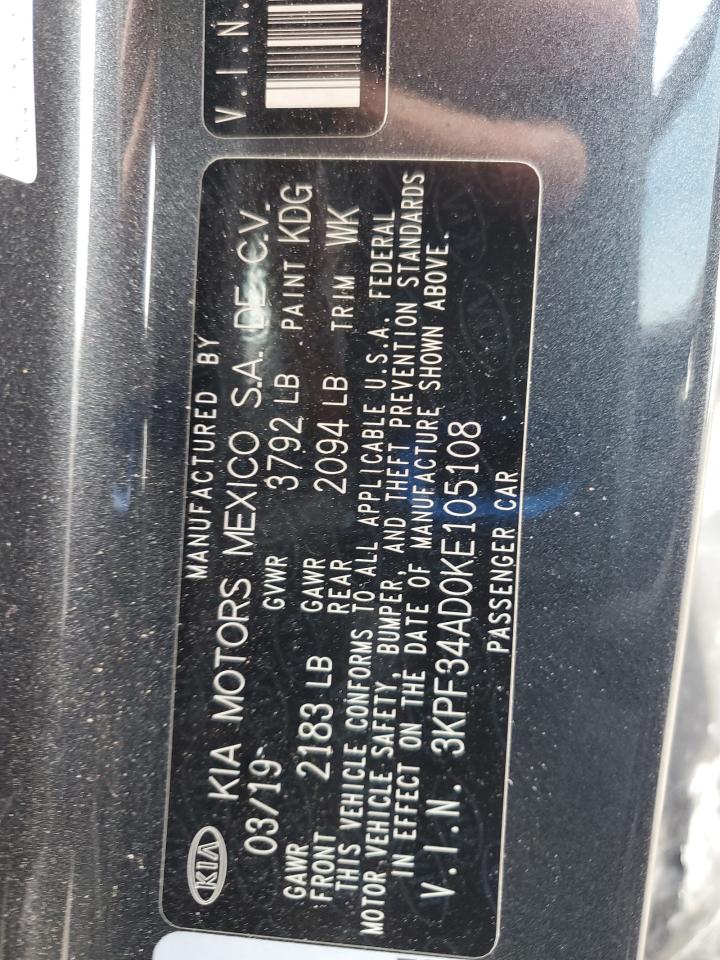 V.I.N.
MANUFACTURED BY
KIA KIA MOTORS MEXICO S.A. DE C.V.
03/19 GVWR 3792 LB PAINT KDG
GAWR FRONT 2183 LB GAWR REAR 2094 LB TRIM WK
THIS VEHICLE CONFORMS TO ALL APPLICABLE U.S.A. FEDERAL
MOTOR VEHICLE SAFETY, BUMPER, AND THEFT PREVENTION STANDARDS
IN EFFECT ON THE DATE OF MANUFACTURE SHOWN ABOVE.
V.I.N. 3KPF34AD0KE105108
PASSENGER CAR